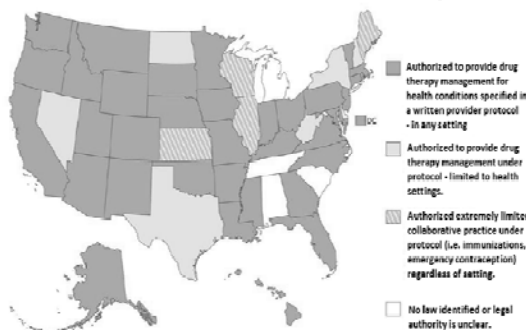 Authorized to provide drug
therapy management for
health conditions specified in
a written provider protocol
- in any setting
DC
Authorized to provide drug
therapy management under
protocol - limited to health
settings.
Authorized extremely limite
collaborative practice under
protocol (i.e. immunizations,
emergency contraception)
regardless of setting.
No law identified or legal
authority is unclear.